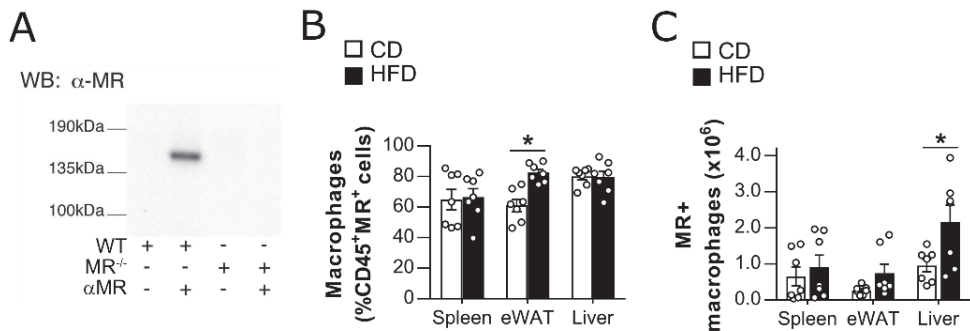 A
WB: α-MR
190kDa
135kDa
100kDa
WT + + - -
MR-/- - - + +
αMR - + - +
B
CD
HFD
Macrophages
(%CD45+MR+ cells)
100
80
60
40
20
0
*
Spleen eWAT Liver
C
CD
HFD
MR+
macrophages (x10⁶)
4.0
3.0
2.0
1.0
0.0
*
Spleen eWAT Liver